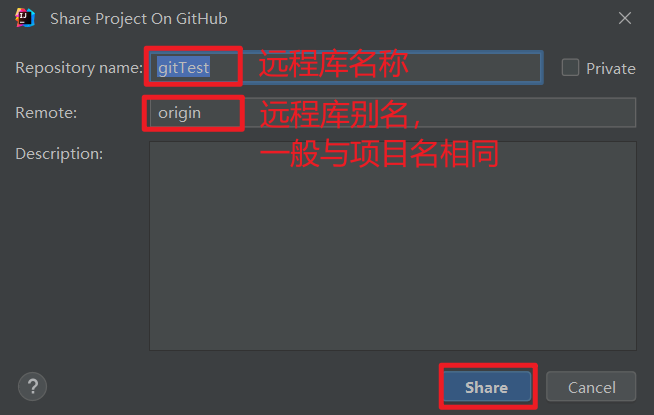 Share Project On GitHub
Repository name: gitTest 远程库名称 Private
Remote: origin 远程库别名,
一般与项目名相同
Description:
? Share Cancel